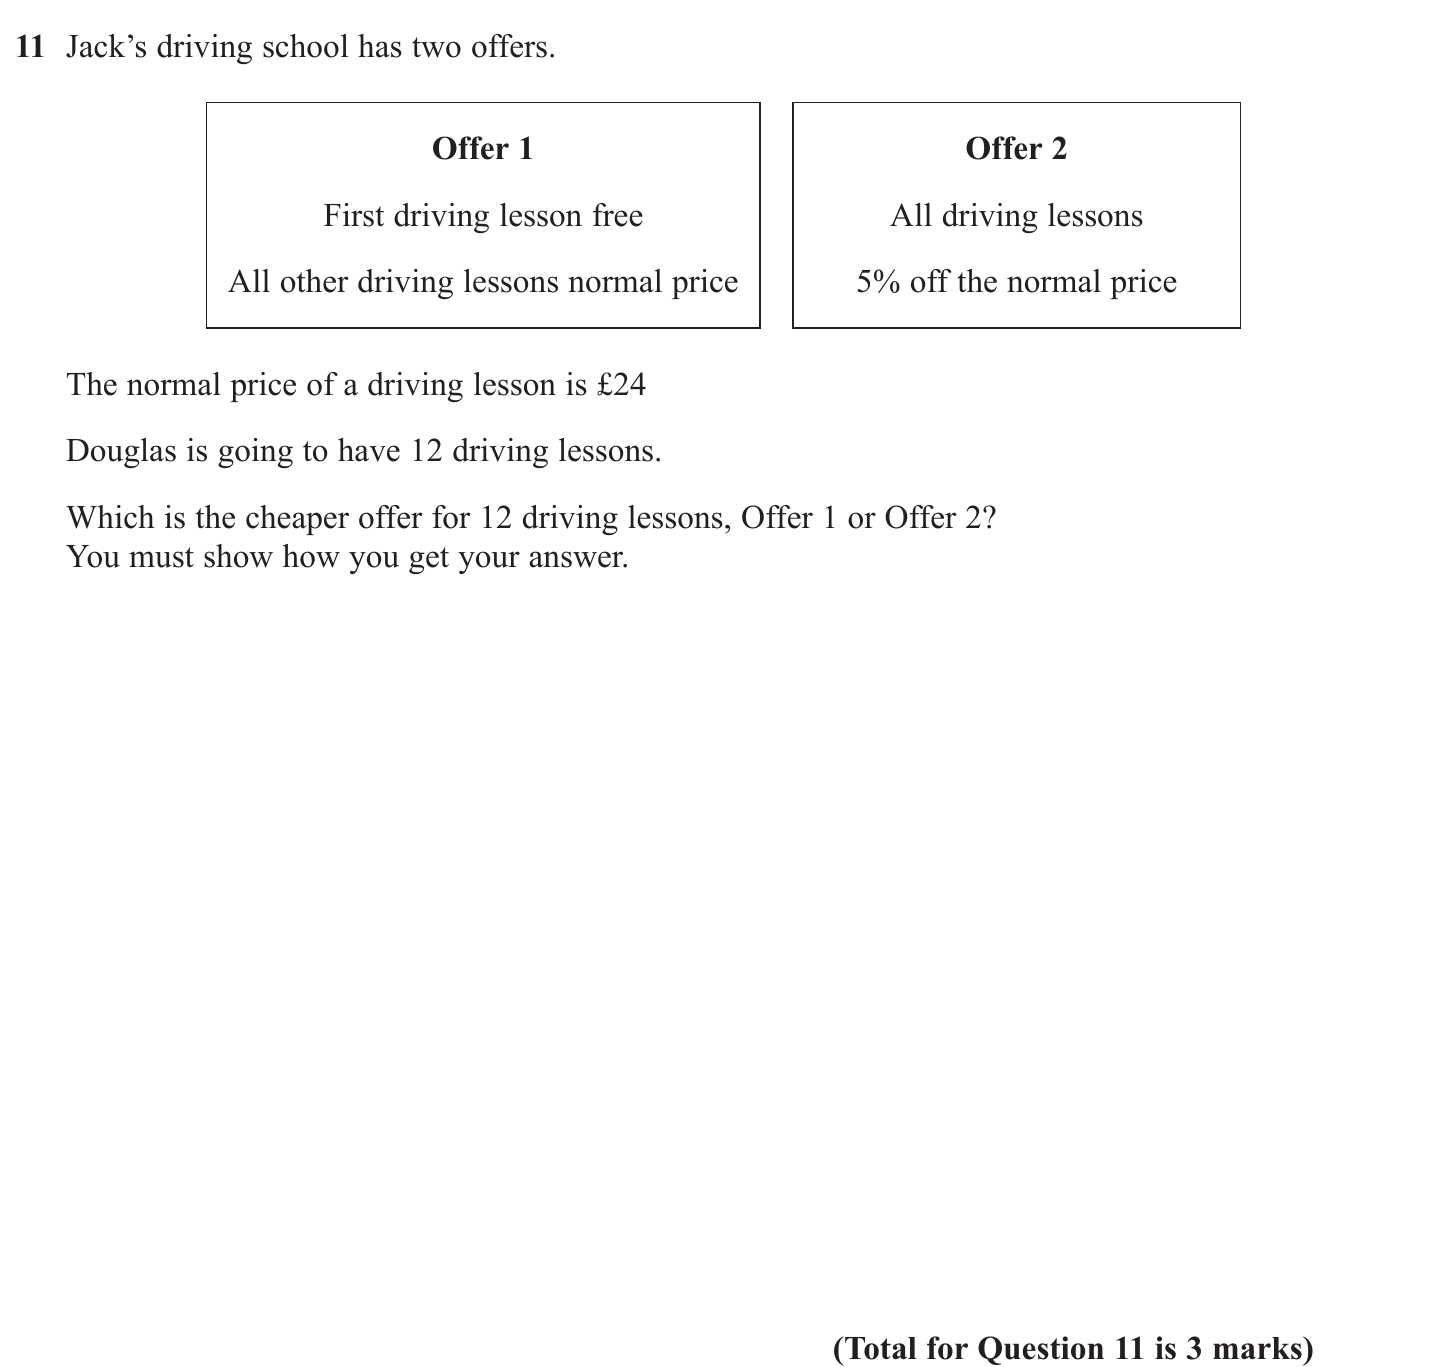 11 Jack’s driving school has two offers.
Offer 1
First driving lesson free
All other driving lessons normal price
Offer 2
All driving lessons
5% off the normal price
The normal price of a driving lesson is £24
Douglas is going to have 12 driving lessons.
Which is the cheaper offer for 12 driving lessons, Offer 1 or Offer 2?
You must show how you get your answer.
(Total for Question 11 is 3 marks)